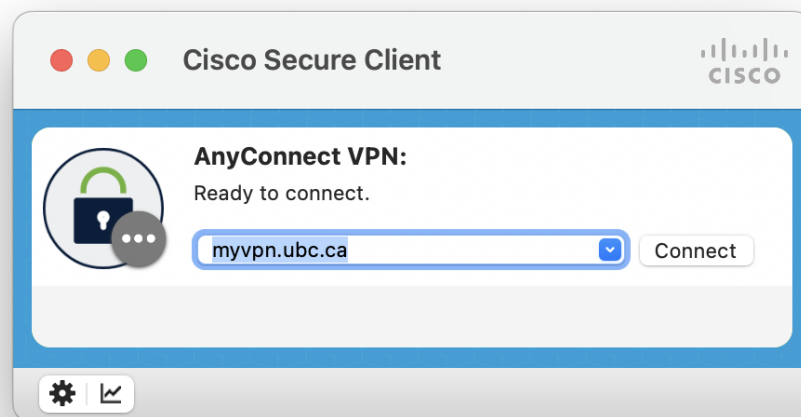 Cisco Secure Client
CISCO
AnyConnect VPN:
Ready to connect.
myvpn.ubc.ca
Connect